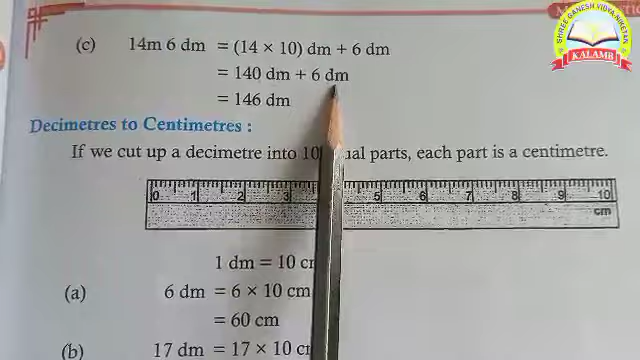 SHREE GANESH VIDYA NIKETAN
KALAMB
(c) 14m 6 dm = (14 × 10) dm + 6 dm
= 140 dm + 6 dm
= 146 dm
Decimetres to Centimetres :
If we cut up a decimetre into 10 parts, each part is a centimetre.
0 1 2 3 5 6 7 8 9 10
cm
1 dm = 10
(a) 6 dm = 6 × 10 cm
= 60 cm
(b) 17 dm = 17 × 10